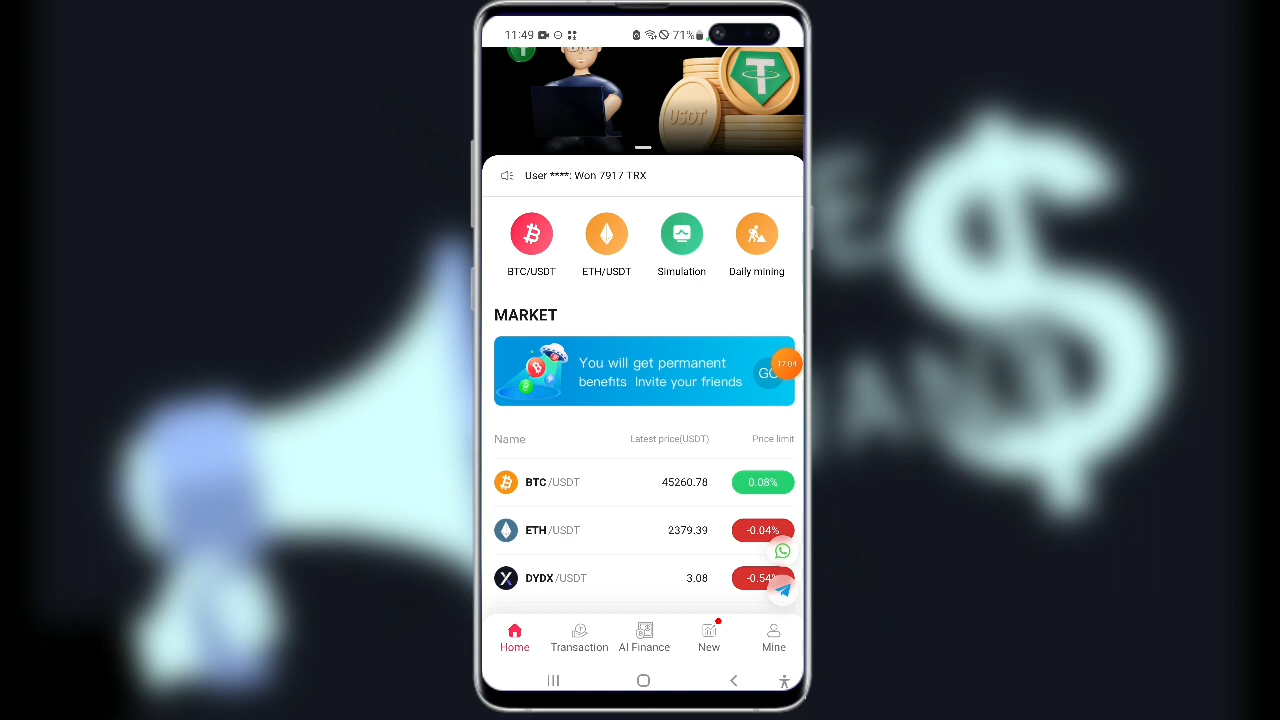 11:49
71%
USDT
User ****: Won 7917 TRX
BTC/USDT ETH/USDT Simulation Daily mining
MARKET
You will get permanent
benefits Invite your friends
GO
17:04
Name Latest price(USDT) Price limit
BTC/USDT 45260.78 0.08%
ETH/USDT 2379.39 -0.04%
DYDX/USDT 3.08 -0.54%
Home Transaction AI Finance New Mine